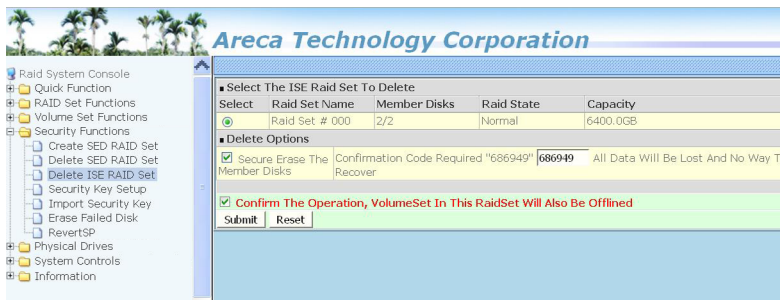 Areca Technology Corporation
Raid System Console
Quick Function
RAID Set Functions
Volume Set Functions
Security Functions
Create SED RAID Set
Delete SED RAID Set
Delete ISE RAID Set
Security Key Setup
Import Security Key
Erase Failed Disk
RevertSP
Physical Drives
System Controls
Information
Select The ISE Raid Set To Delete
Select Raid Set Name Member Disks Raid State Capacity
Raid Set # 000 2/2 Normal 6400.0GB
Delete Options
Secure Erase The Member Disks
Confirmation Code Required "686949" 686949 All Data Will Be Lost And No Way T
Recover
Confirm The Operation, VolumeSet In This RaidSet Will Also Be Offlined
Submit Reset